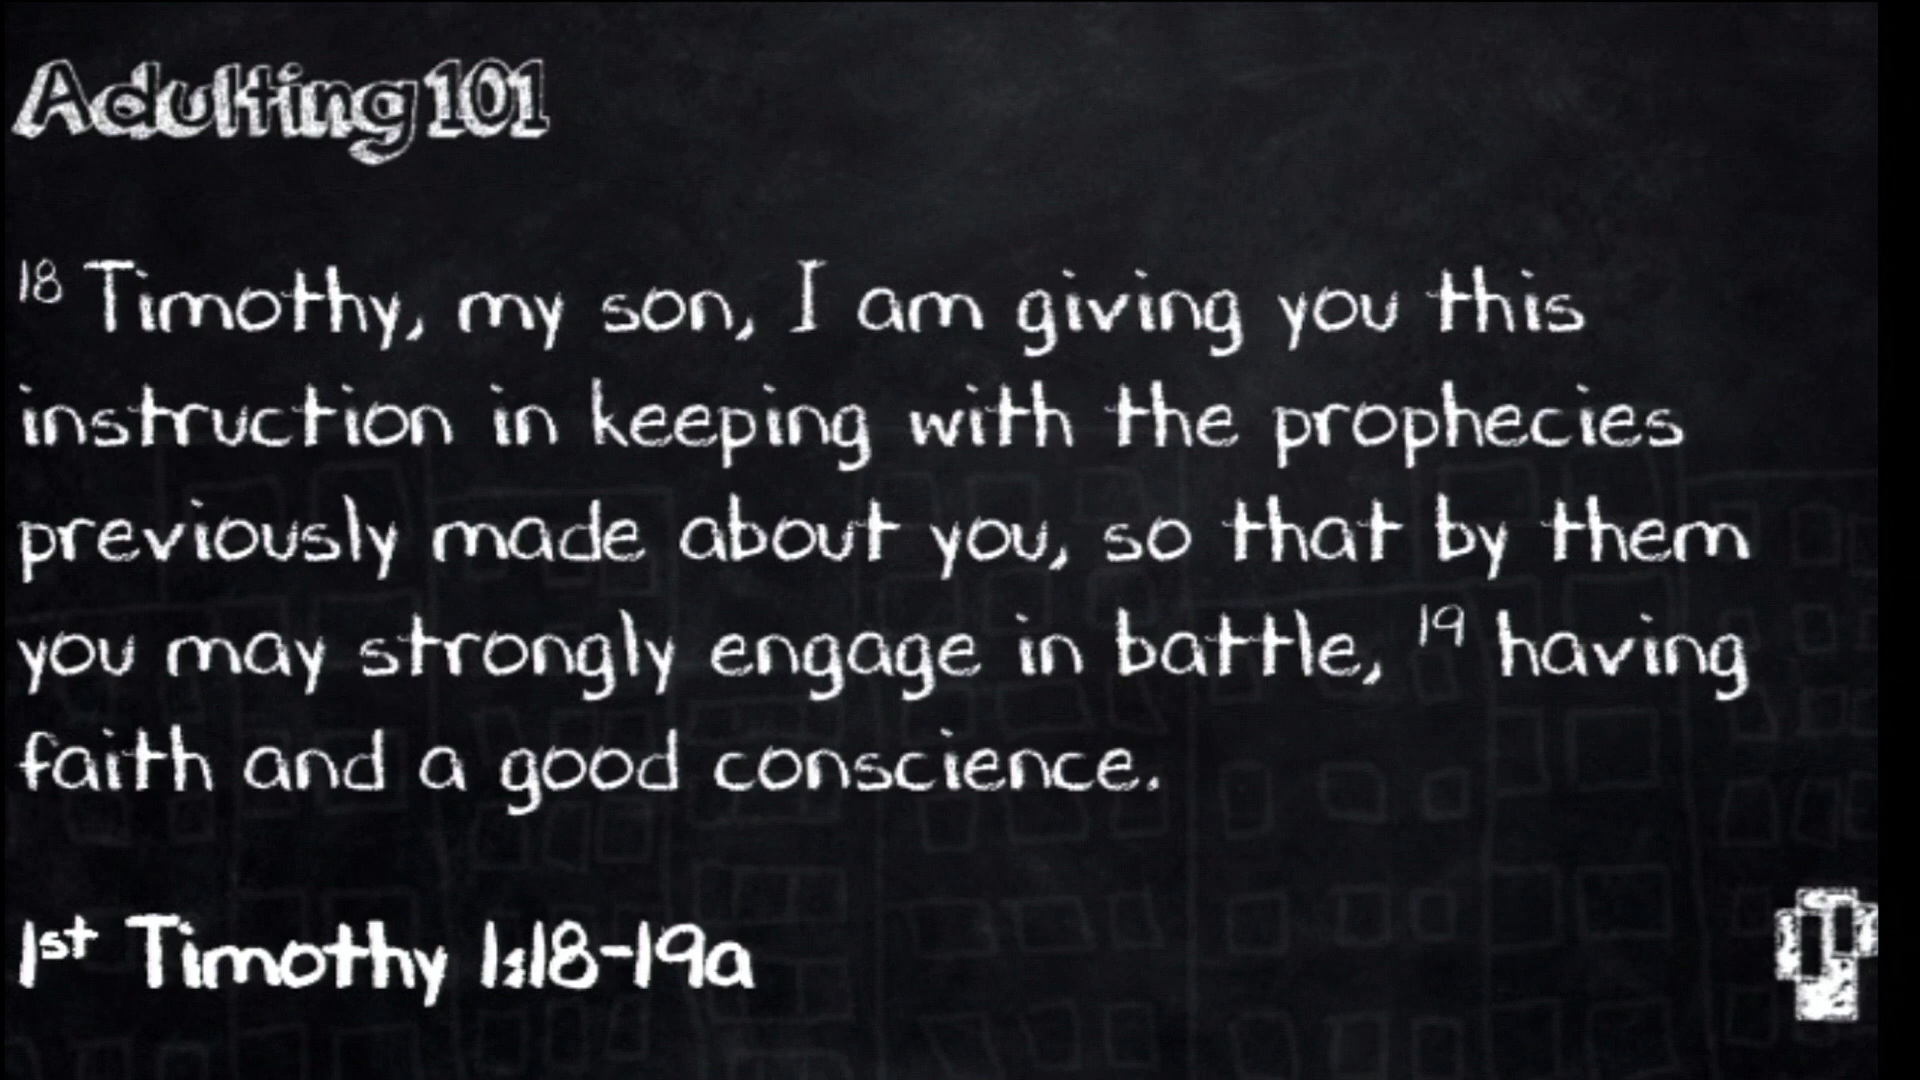 Adulting 101
18 Timothy, my son, I am giving you this
instruction in keeping with the prophecies
previously made about you, so that by them
you may strongly engage in battle, 19 having
faith and a good conscience.
1st Timothy 1:18-19a